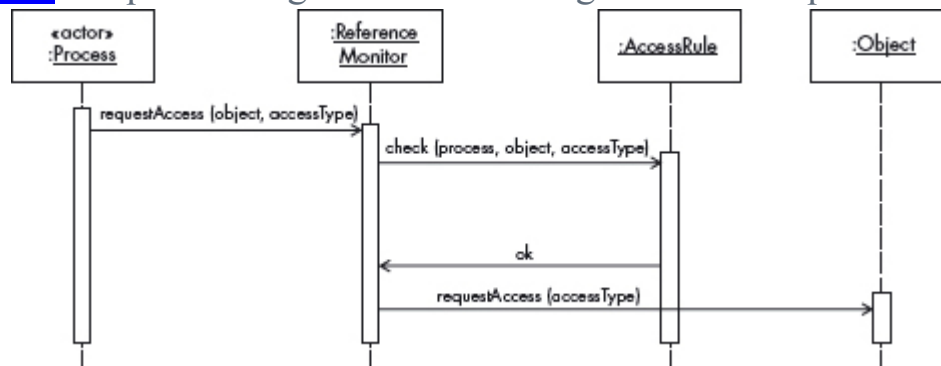 «actor»
:Process
:Reference
Monitor
:AccessRule
:Object
requestAccess (object, accessType)
check (process, object, accessType)
ok
requestAccess (accessType)